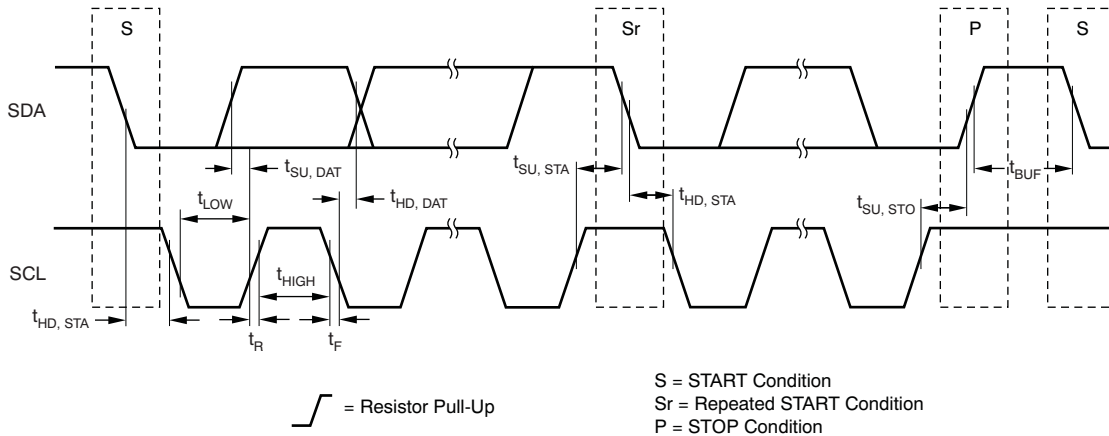 S Sr P S
SDA
tSU, DAT
tSU, STA
tBUF
tLOW
tHD, DAT
tHD, STA
tSU, STO
SCL
tHIGH
tHD, STA
tR
tF
= Resistor Pull-Up
S = START Condition
Sr = Repeated START Condition
P = STOP Condition